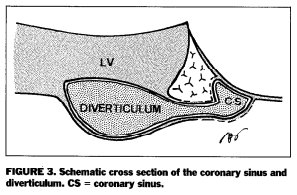 LV
DIVERTICULUM
CS
FIGURE 3. Schematic cross section of the coronary sinus and
diverticulum. CS = coronary sinus.